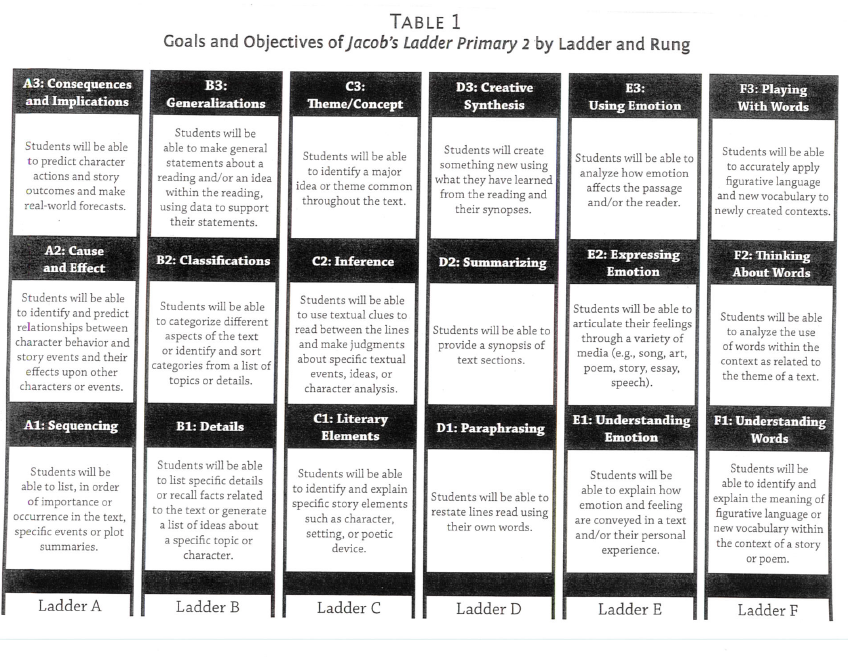 TABLE 1
Goals and Objectives of Jacob's Ladder Primary 2 by Ladder and Rung
A3: Consequences
and Implications
Students will be able
to predict character
actions and story
outcomes and make
real-world forecasts.
A2: Cause
and Effect
Students will be able
to identify and predict
relationships between
character behavior and
story events and their
effects upon other
characters or events.
A1: Sequencing
Students will be
able to list, in order
of importance or
occurrence in the text,
specific events or plot
summaries.
Ladder A
B3:
Generalizations
Students will be
able to make general
statements about a
reading and/or an idea
within the reading,
using data to support
their statements.
B2: Classifications
Students will be able
to categorize different
aspects of the text
or identify and sort
categories from a list of
topics or details.
B1: Details
Students will be able
to list specific details
or recall facts related
to the text or generate
a list of ideas about
a specific topic or
character.
Ladder B
C3:
Theme/Concept
Students will be able
to identify a major
idea or theme common
throughout the text.
C2: Inference
Students will be able
to use textual clues to
read between the lines
and make judgments
about specific textual
events, ideas, or
character analysis.
C1: Literary
Elements
Students will be able
to identify and explain
specific story elements
such as character,
setting, or poetic
device.
Ladder C
D3: Creative
Synthesis
Students will create
something new using
what they have learned
from the reading and
their synopses.
D2: Summarizing
Students will be able to
provide a synopsis of
text sections.
D1: Paraphrasing
Students will be able to
restate lines read using
their own words.
Ladder D
E3:
Using Emotion
Students will be able to
analyze how emotion
affects the passage
and/or the reader.
E2: Expressing
Emotion
Students will be able to
articulate their feelings
through a variety of
media (e.g., song, art,
poem, story, essay,
speech).
E1: Understanding
Emotion
Students will be
able to explain how
emotion and feeling
are conveyed in a text
and/or their personal
experience.
Ladder E
F3: Playing
With Words
Students will be able
to accurately apply
figurative language
and new vocabulary to
newly created contexts.
F2: Thinking
About Words
Students will be able
to analyze the use
of words within the
context as related to
the theme of a text.
F1: Understanding
Words
Students will be
able to identify and
explain the meaning of
figurative language or
new vocabulary within
the context of a story
or poem.
Ladder F